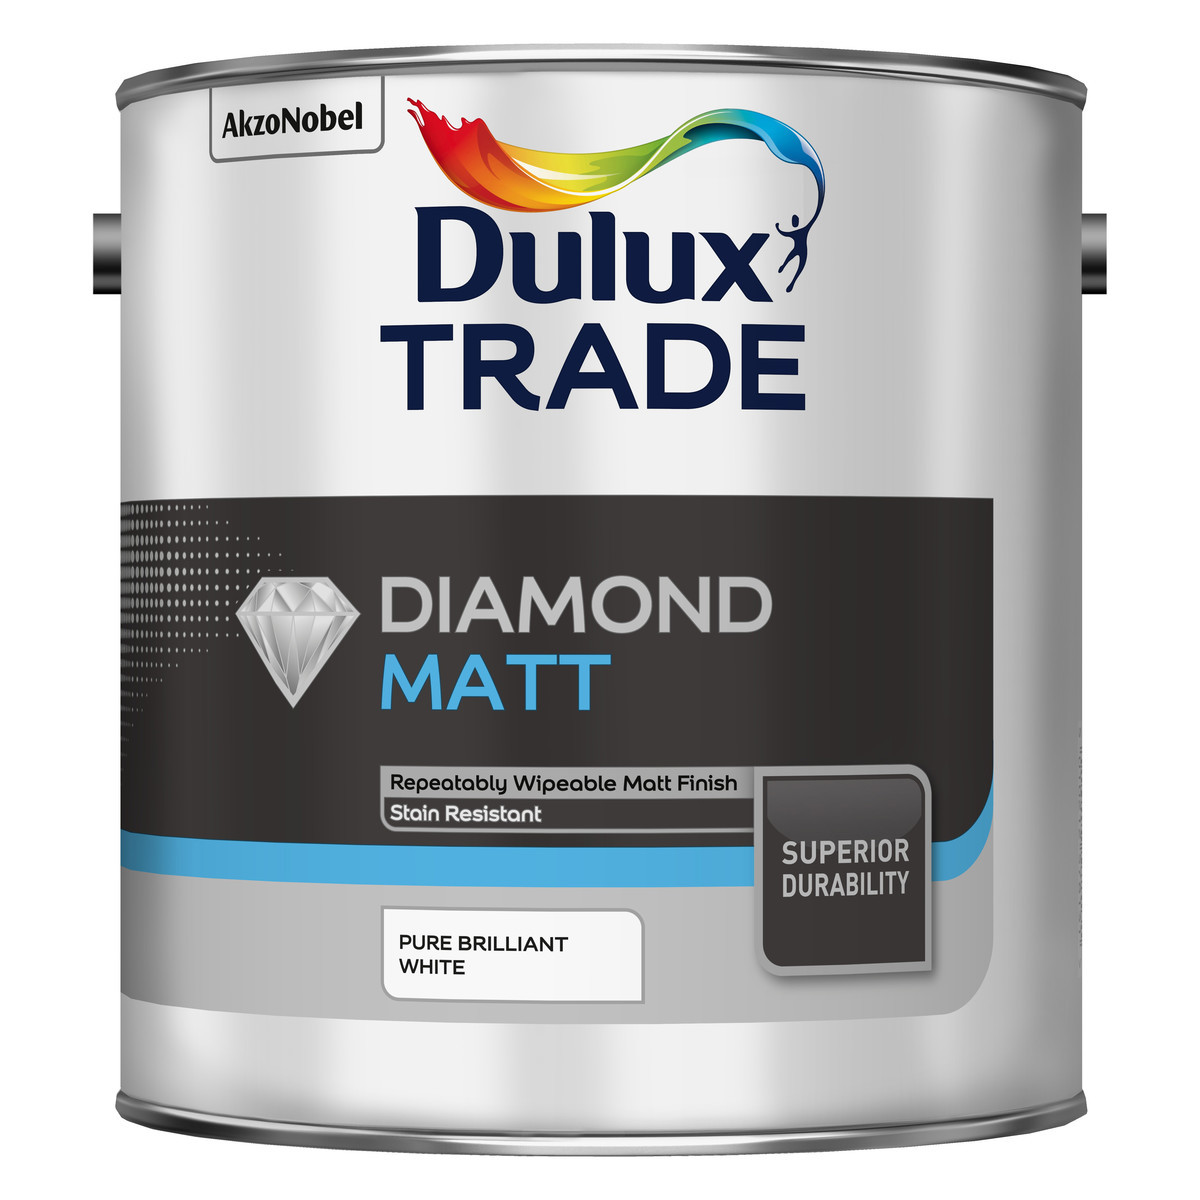 AkzoNobel
Dulux
TRADE
DIAMOND
MATT
Repeatably Wipeable Matt Finish
Stain Resistant
SUPERIOR
DURABILITY
PURE BRILLIANT
WHITE